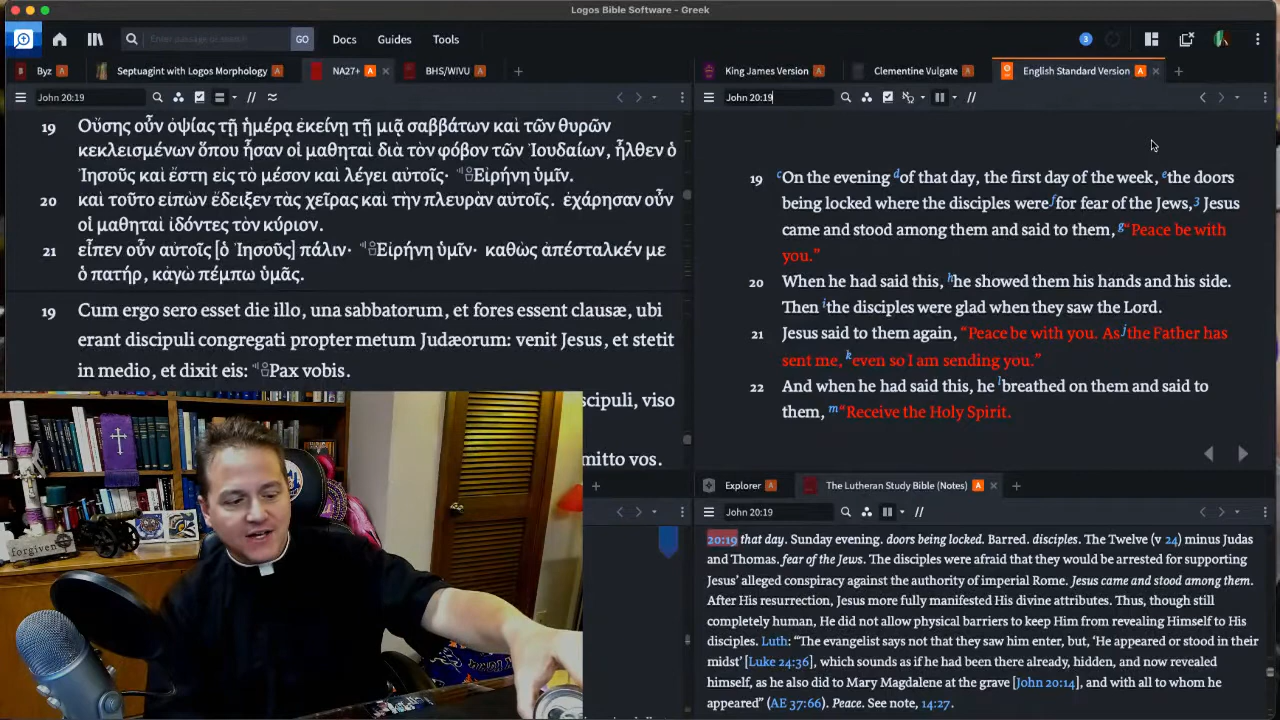 Logos Bible Software - Greek
Enter passage or search GO Docs Guides Tools 3
Byz A Septuagint with Logos Morphology A NA27+ A BHS/WIVU A
John 20:19
19 Οὔσης οὖν ὀψίας τῇ ἡμέρᾳ ἐκείνῃ τῇ μιᾷ σαββάτων καὶ τῶν θυρῶν
κεκλεισμένων ὅπου ἦσαν οἱ μαθηταὶ διὰ τὸν φόβον τῶν Ἰουδαίων, ἦλθεν ὁ
Ἰησοῦς καὶ ἔστη εἰς τὸ μέσον καὶ λέγει αὐτοῖς· Εἰρήνη ὑμῖν.
20 καὶ τοῦτο εἰπὼν ἔδειξεν τὰς χεῖρας καὶ τὴν πλευρὰν αὐτοῖς. ἐχάρησαν οὖν
οἱ μαθηταὶ ἰδόντες τὸν κύριον.
21 εἶπεν οὖν αὐτοῖς [ὁ Ἰησοῦς] πάλιν· Εἰρήνη ὑμῖν· καθὼς ἀπέσταλκέν με
ὁ πατήρ, κἀγὼ πέμπω ὑμᾶς.
19 Cum ergo sero esset die illo, una sabbatorum, et fores essent clausæ, ubi
erant discipuli congregati propter metum Judæorum: venit Jesus, et stetit
in medio, et dixit eis: Pax vobis.
scipuli, viso
mitto vos.
forgiven
King James Version A Clementine Vulgate A English Standard Version A
John 20:19
19 c On the evening d of that day, the first day of the week, e the doors
being locked where the disciples were f for fear of the Jews,3 Jesus
came and stood among them and said to them, g “Peace be with
you.”
20 When he had said this, h he showed them his hands and his side.
Then i the disciples were glad when they saw the Lord.
21 Jesus said to them again, “Peace be with you. As j the Father has
sent me, k even so I am sending you.”
22 And when he had said this, he l breathed on them and said to
them, m “Receive the Holy Spirit.
Explorer A The Lutheran Study Bible (Notes) A
John 20:19
20:19 that day. Sunday evening. doors being locked. Barred. disciples. The Twelve (v 24) minus Judas
and Thomas. fear of the Jews. The disciples were afraid that they would be arrested for supporting
Jesus’ alleged conspiracy against the authority of imperial Rome. Jesus came and stood among them.
After His resurrection, Jesus more fully manifested His divine attributes. Thus, though still
completely human, He did not allow physical barriers to keep Him from revealing Himself to His
disciples. Luth: “The evangelist says not that they saw him enter, but, ‘He appeared or stood in their
midst’ [Luke 24:36], which sounds as if he had been there already, hidden, and now revealed
himself, as he also did to Mary Magdalene at the grave [John 20:14], and with all to whom he
appeared” (AE 37:66). Peace. See note, 14:27.